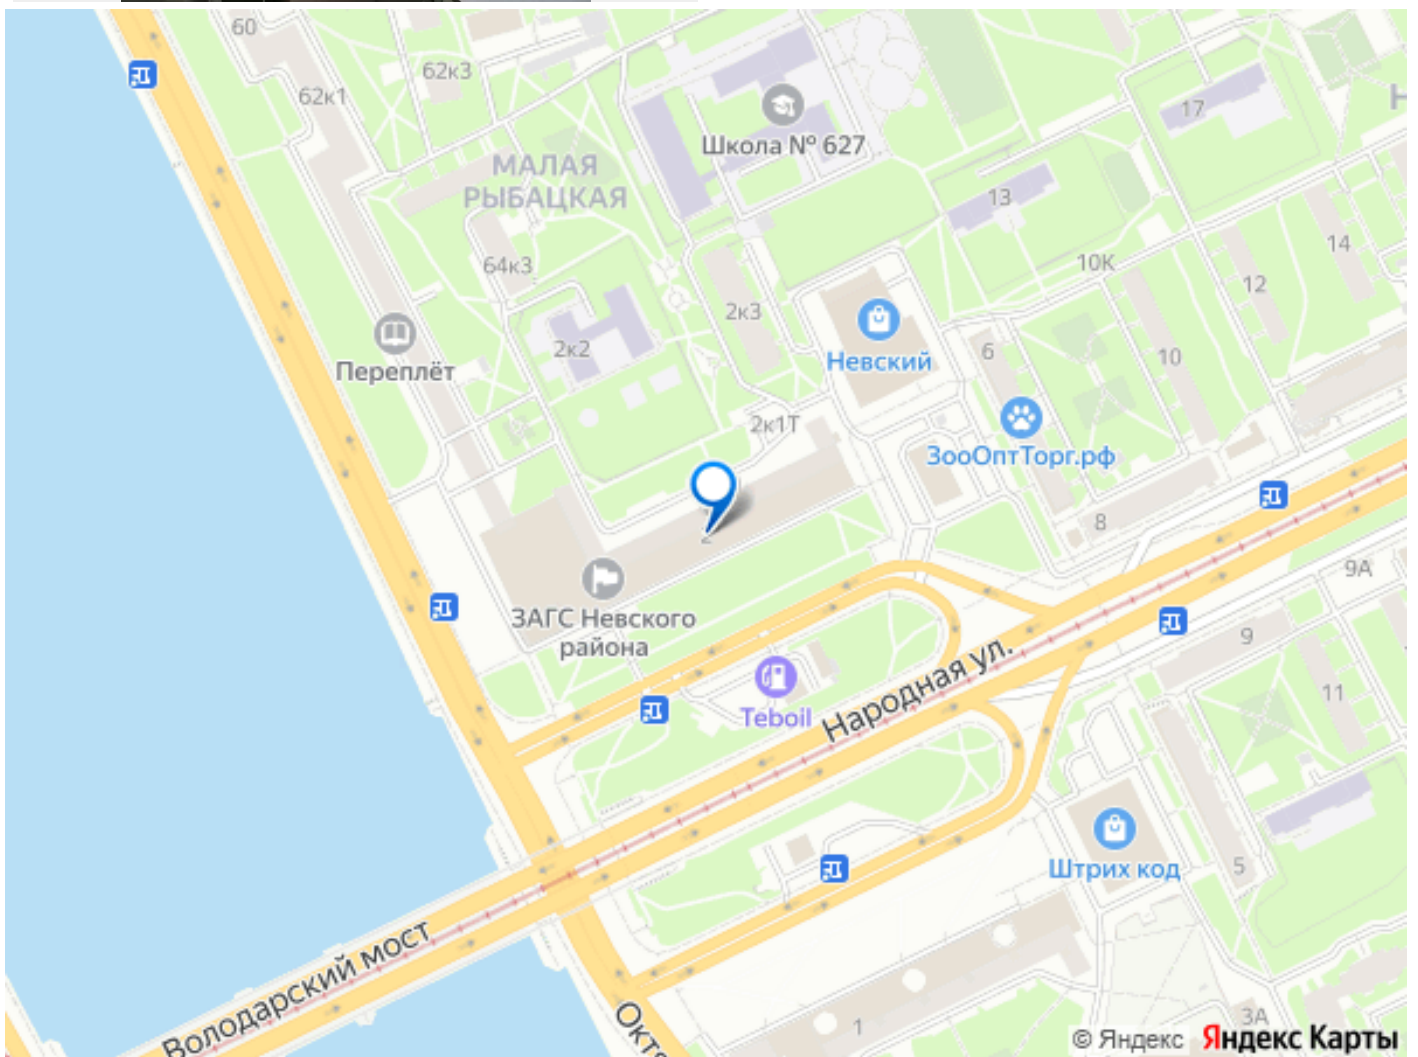 60
62к3
62к1
17
Школа № 627
МАЛАЯ
РЫБАЦКАЯ
13
14
64к3
10К
12
2к3
2к2
6
10
Невский
Переплёт
2к1Т
ЗооОптТорг.рф
8
2
9А
ЗАГС Невского
района
9
Народная ул.
11
Teboil
5
Штрих код
Володарский мост
Октя
1
3А
© Яндекс Яндекс Карты